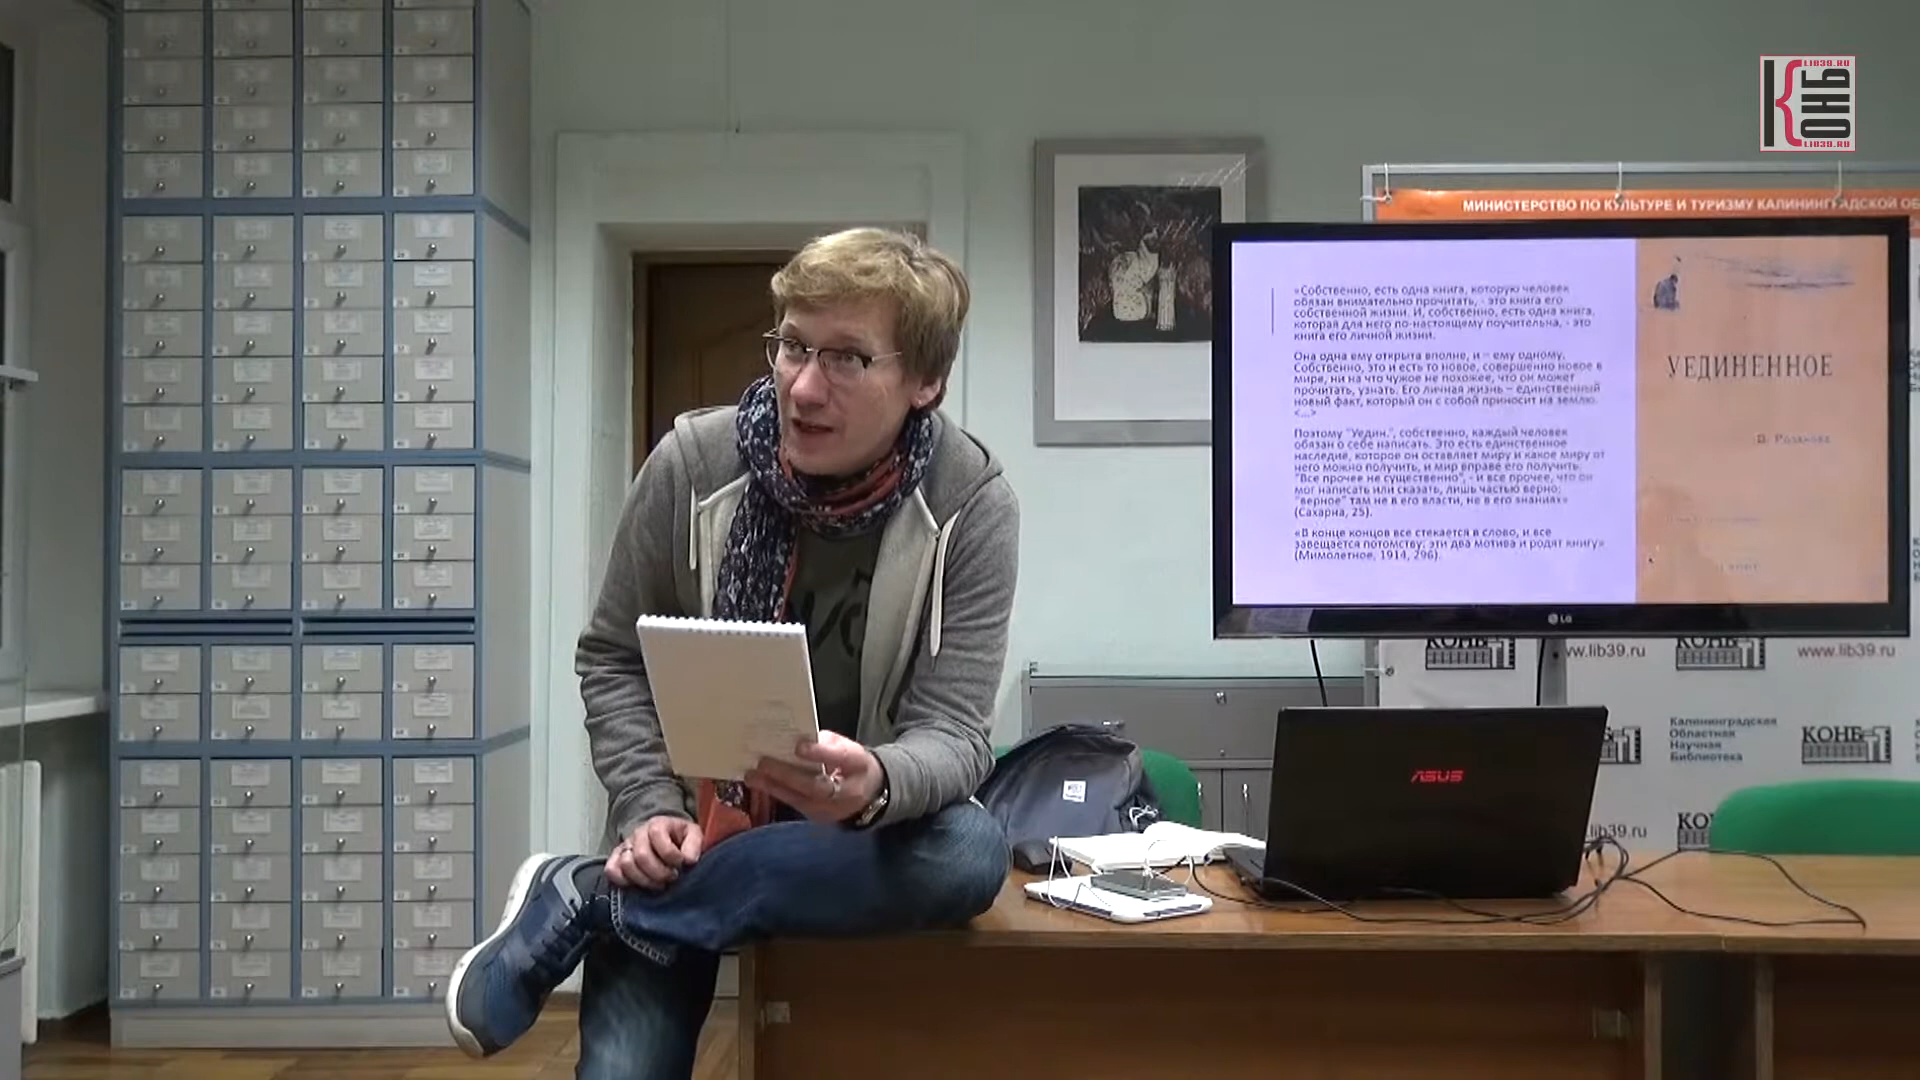 LIB39.RU
КОНБ
LIB39.RU
МИНИСТЕРСТВО ПО КУЛЬТУРЕ И ТУРИЗМУ КАЛИНИНГРАДСКОЙ ОБ
«Собственно, есть одна книга, которую человек
обязан внимательно прочитать, - это книга его
собственной жизни. И, собственно, есть одна книга,
которая для него по-настоящему поучительна, - это
книга его личной жизни.
Она одна ему открыта вполне, и – ему одному.
Собственно, это и есть то новое, совершенно новое в
мире, ни на что чужое не похожее, что он может
прочитать, узнать. Его личная жизнь – единственный
новый факт, который он с собой приносит на землю.
<...>
Поэтому "Уедин.", собственно, каждый человек
обязан о себе написать. Это есть единственное
наследие, которое он оставляет миру и какое миру от
него можно получить, и мир вправе его получить.
"Все прочее не существенно", - и все прочее, что он
мог написать или сказать, лишь частью верно;
"верное" там не в его власти, не в его знаниях»
(Сахарна, 25).
«В конце концов все стекается в слово, и все
завещается потомству: эти два мотива и родят книгу»
(Мимолетное, 1914, 296).
УЕДИНЕННОЕ
В. Розанова
LG
КОНБ
КОНБ
ww.lib39.ru
www.lib39.ru
ASUS
Калининградская
Областная
Научная
Библиотека
КОНБ
.lib39.ru
КОН